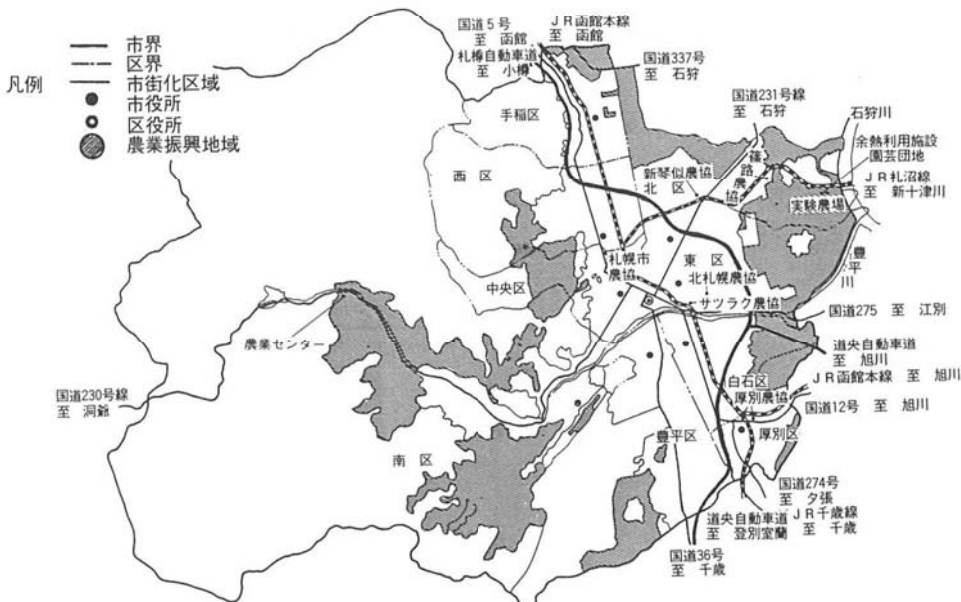 凡例
市界
区界
市街化区域
市役所
区役所
農業振興地域
国道5号
至 函館
JR函館本線
至 函館
札樽自動車道
至 小樽
国道337号
至 石狩
国道231号線
至 石狩
石狩川
余熱利用施設
園芸団地
JR札沼線
至 新十津川
手稲区
西区
新琴似農協
北区
篠路農協
実験農場
豊平川
札幌市
農協
東区
北札幌農協
中央区
サツラク農協
国道275 至 江別
道央自動車道
至 旭川
農業センター
白石区
JR函館本線 至 旭川
厚別農協
国道12号 至 旭川
国道230号線
至 洞爺
豊平区
厚別区
南区
国道274号
至 夕張
道央自動車道
至 登別室蘭
JR千歳線
至 千歳
国道36号
至 千歳